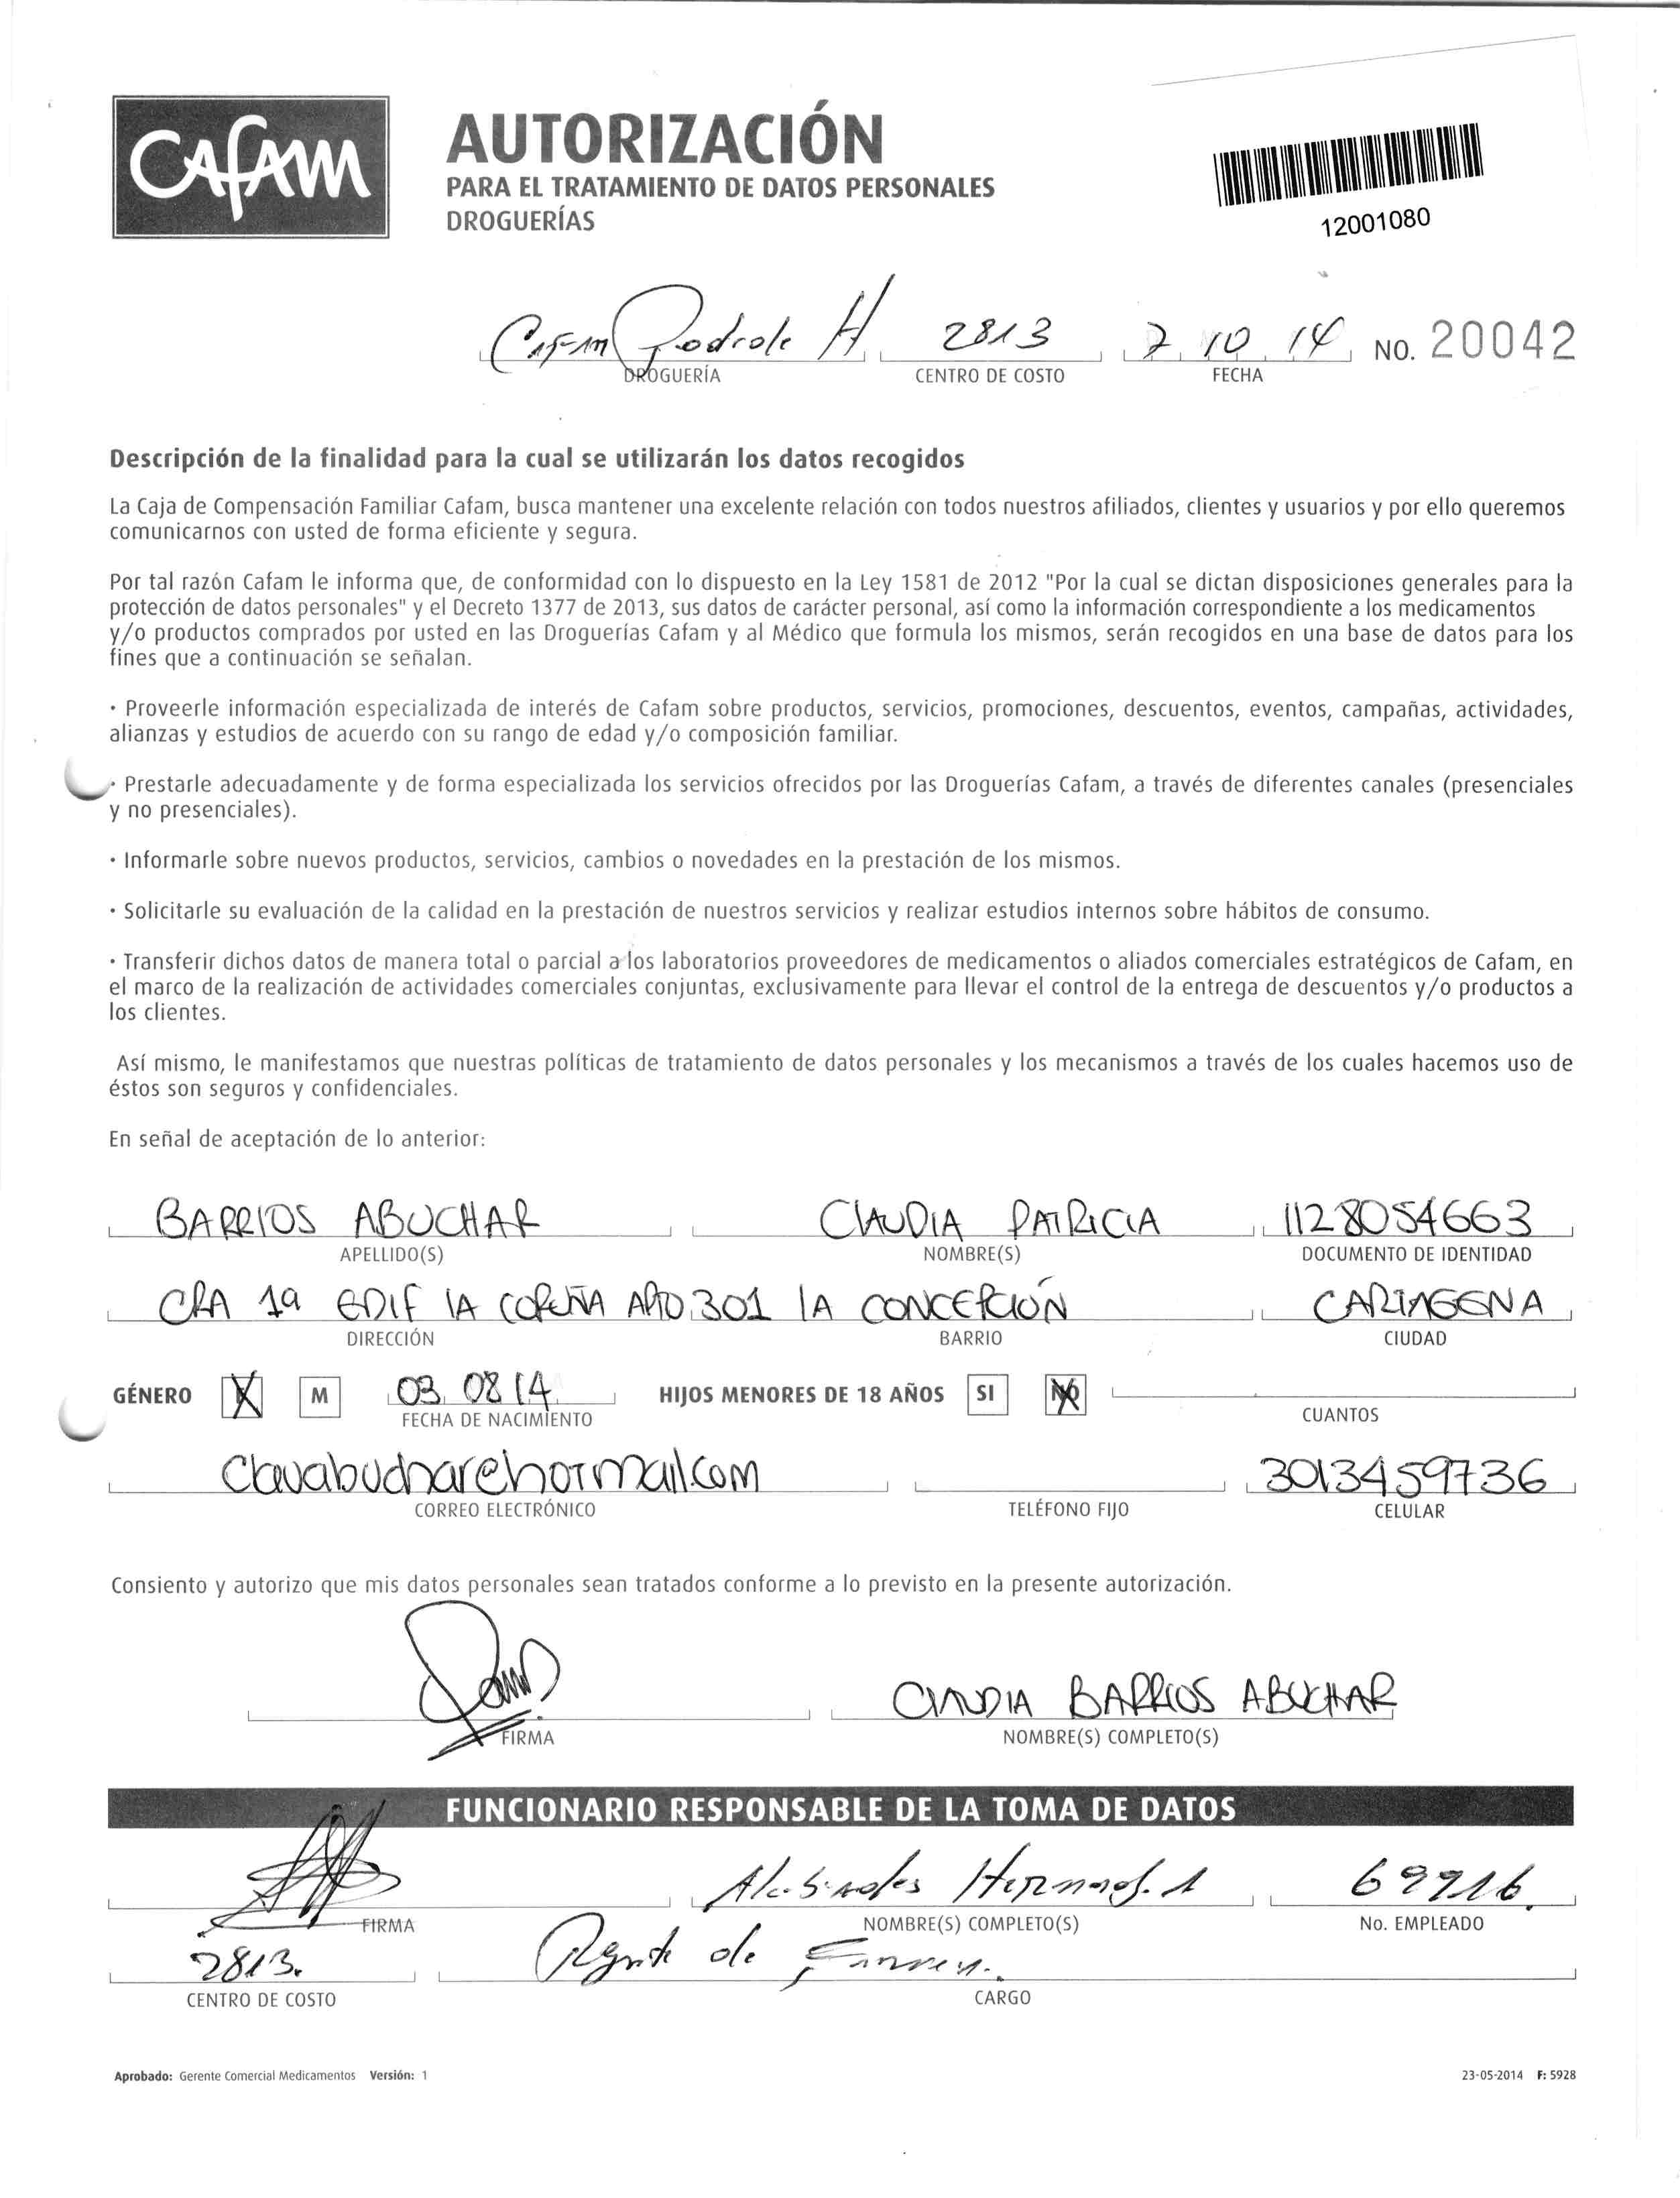 CAfAM
AUTORIZACIÓN
PARA EL TRATAMIENTO DE DATOS PERSONALES
DROGUERÍAS
12001080
2813 7 10 14 NO. 20042
DROGUERÍA CENTRO DE COSTO FECHA
Descripción de la finalidad para la cual se utilizarán los datos recogidos
La Caja de Compensación Familiar Cafam, busca mantener una excelente relación con todos nuestros afiliados, clientes y usuarios y por ello queremos
comunicarnos con usted de forma eficiente y segura.
Por tal razón Cafam le informa que, de conformidad con lo dispuesto en la Ley 1581 de 2012 "Por la cual se dictan disposiciones generales para la
protección de datos personales" y el Decreto 1377 de 2013, sus datos de carácter personal, así como la información correspondiente a los medicamentos
y/o productos comprados por usted en las Droguerías Cafam y al Médico que formula los mismos, serán recogidos en una base de datos para los
fines que a continuación se señalan.
· Proveerle información especializada de interés de Cafam sobre productos, servicios, promociones, descuentos, eventos, campañas, actividades,
alianzas y estudios de acuerdo con su rango de edad y/o composición familiar.
· Prestarle adecuadamente y de forma especializada los servicios ofrecidos por las Droguerías Cafam, a través de diferentes canales (presenciales
y no presenciales).
· Informarle sobre nuevos productos, servicios, cambios o novedades en la prestación de los mismos.
· Solicitarle su evaluación de la calidad en la prestación de nuestros servicios y realizar estudios internos sobre hábitos de consumo.
· Transferir dichos datos de manera total o parcial a los laboratorios proveedores de medicamentos o aliados comerciales estratégicos de Cafam, en
el marco de la realización de actividades comerciales conjuntas, exclusivamente para llevar el control de la entrega de descuentos y/o productos a
los clientes.
Así mismo, le manifestamos que nuestras políticas de tratamiento de datos personales y los mecanismos a través de los cuales hacemos uso de
éstos son seguros y confidenciales.
En señal de aceptación de lo anterior:
BARRIOS ABUCHAR CLAUDIA PATRICIA 1128054663
APELLIDO(S) NOMBRE(S) DOCUMENTO DE IDENTIDAD
CRA 1a EDIF LA COREÑA APTO 301 LA CONCEPCIÓN CARTAGENA
DIRECCIÓN BARRIO CIUDAD
GÉNERO X M 03 08 14 HIJOS MENORES DE 18 AÑOS SI NO
FECHA DE NACIMIENTO CUANTOS
clauabuchar@hotmail.com 3013459736
CORREO ELECTRÓNICO TELÉFONO FIJO CELULAR
Consiento y autorizo que mis datos personales sean tratados conforme a lo previsto en la presente autorización.
CLAUDIA BARRIOS ABUCHAR
FIRMA NOMBRE(S) COMPLETO(S)
FUNCIONARIO RESPONSABLE DE LA TOMA DE DATOS
69916
FIRMA NOMBRE(S) COMPLETO(S) No. EMPLEADO
2813. de
CENTRO DE COSTO CARGO
Aprobado: Gerente Comercial Medicamentos Versión: 1 23-05-2014 F: 5928